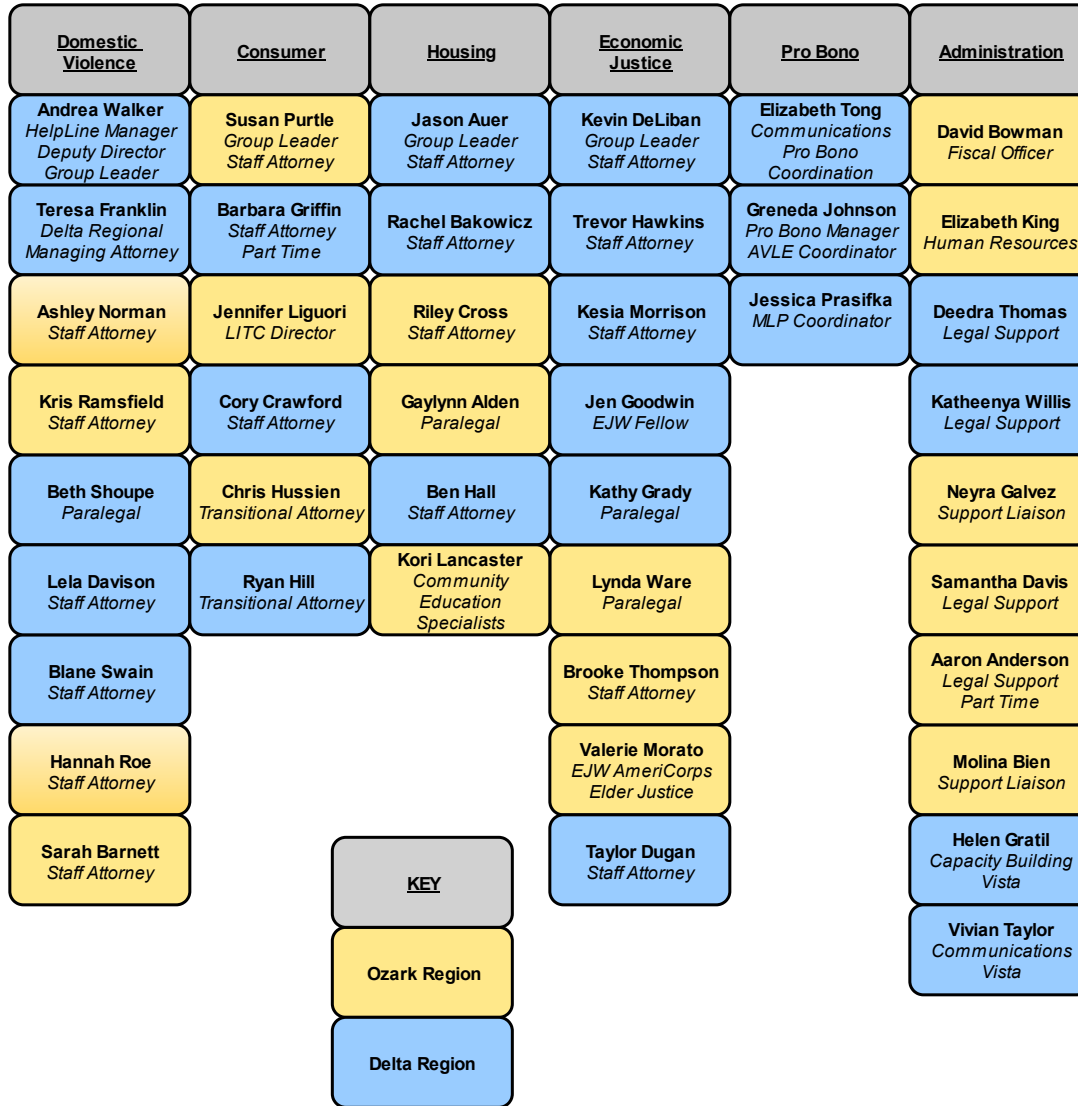 Domestic
Violence
Andrea Walker
HelpLine Manager
Deputy Director
Group Leader
Teresa Franklin
Delta Regional
Managing Attorney
Ashley Norman
Staff Attorney
Kris Ramsfield
Staff Attorney
Beth Shoupe
Paralegal
Lela Davison
Staff Attorney
Blane Swain
Staff Attorney
Hannah Roe
Staff Attorney
Sarah Barnett
Staff Attorney
Consumer
Susan Purtle
Group Leader
Staff Attorney
Barbara Griffin
Staff Attorney
Part Time
Jennifer Liguori
LITC Director
Cory Crawford
Staff Attorney
Chris Hussien
Transitional Attorney
Ryan Hill
Transitional Attorney
Housing
Jason Auer
Group Leader
Staff Attorney
Rachel Bakowicz
Staff Attorney
Riley Cross
Staff Attorney
Gaylynn Alden
Paralegal
Ben Hall
Staff Attorney
Kori Lancaster
Community
Education
Specialists
Economic
Justice
Kevin DeLiban
Group Leader
Staff Attorney
Trevor Hawkins
Staff Attorney
Kesia Morrison
Staff Attorney
Jen Goodwin
EJW Fellow
Kathy Grady
Paralegal
Lynda Ware
Paralegal
Brooke Thompson
Staff Attorney
Valerie Morato
EJW AmeriCorps
Elder Justice
Taylor Dugan
Staff Attorney
Pro Bono
Elizabeth Tong
Communications
Pro Bono
Coordination
Greneda Johnson
Pro Bono Manager
AVLE Coordinator
Jessica Prasifka
MLP Coordinator
Administration
David Bowman
Fiscal Officer
Elizabeth King
Human Resources
Deedra Thomas
Legal Support
Katheenya Willis
Legal Support
Neyra Galvez
Support Liaison
Samantha Davis
Legal Support
Aaron Anderson
Legal Support
Part Time
Molina Bien
Support Liaison
Helen Gratil
Capacity Building
Vista
Vivian Taylor
Communications
Vista
KEY
Ozark Region
Delta Region